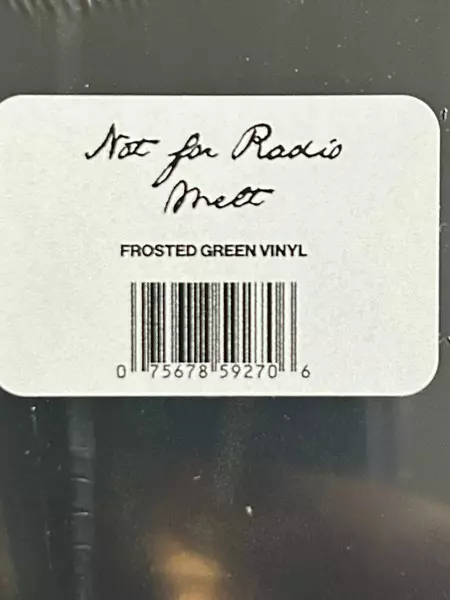 Not for Radio
Melt
FROSTED GREEN VINYL
0 75678 59270 6